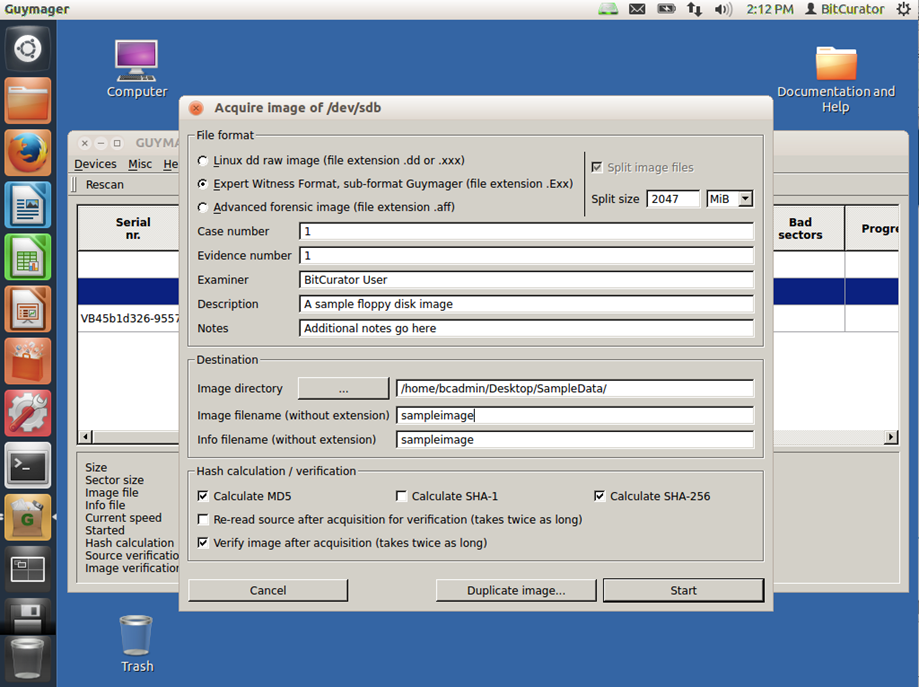 Guymager
2:12 PM
BitCurator
Computer
Documentation and
Help
Acquire image of /dev/sdb
GUYMA
Devices Misc He
Rescan
Serial
nr.
Bad
sectors
Progre
VB45b1d326-9557
File format
Linux dd raw image (file extension .dd or .xxx)
Expert Witness Format, sub-format Guymager (file extension .Exx)
Advanced forensic image (file extension .aff)
Split image files
Split size 2047 MiB
Case number 1
Evidence number 1
Examiner BitCurator User
Description A sample floppy disk image
Notes Additional notes go here
Destination
Image directory ... /home/bcadmin/Desktop/SampleData/
Image filename (without extension) sampleimage
Info filename (without extension) sampleimage
Hash calculation / verification
Calculate MD5 Calculate SHA-1 Calculate SHA-256
Re-read source after acquisition for verification (takes twice as long)
Verify image after acquisition (takes twice as long)
Cancel Duplicate image... Start
Size
Sector size
Image file
Info file
Current speed
Started
Hash calculation
Source verificatio
Image verification
G
Trash